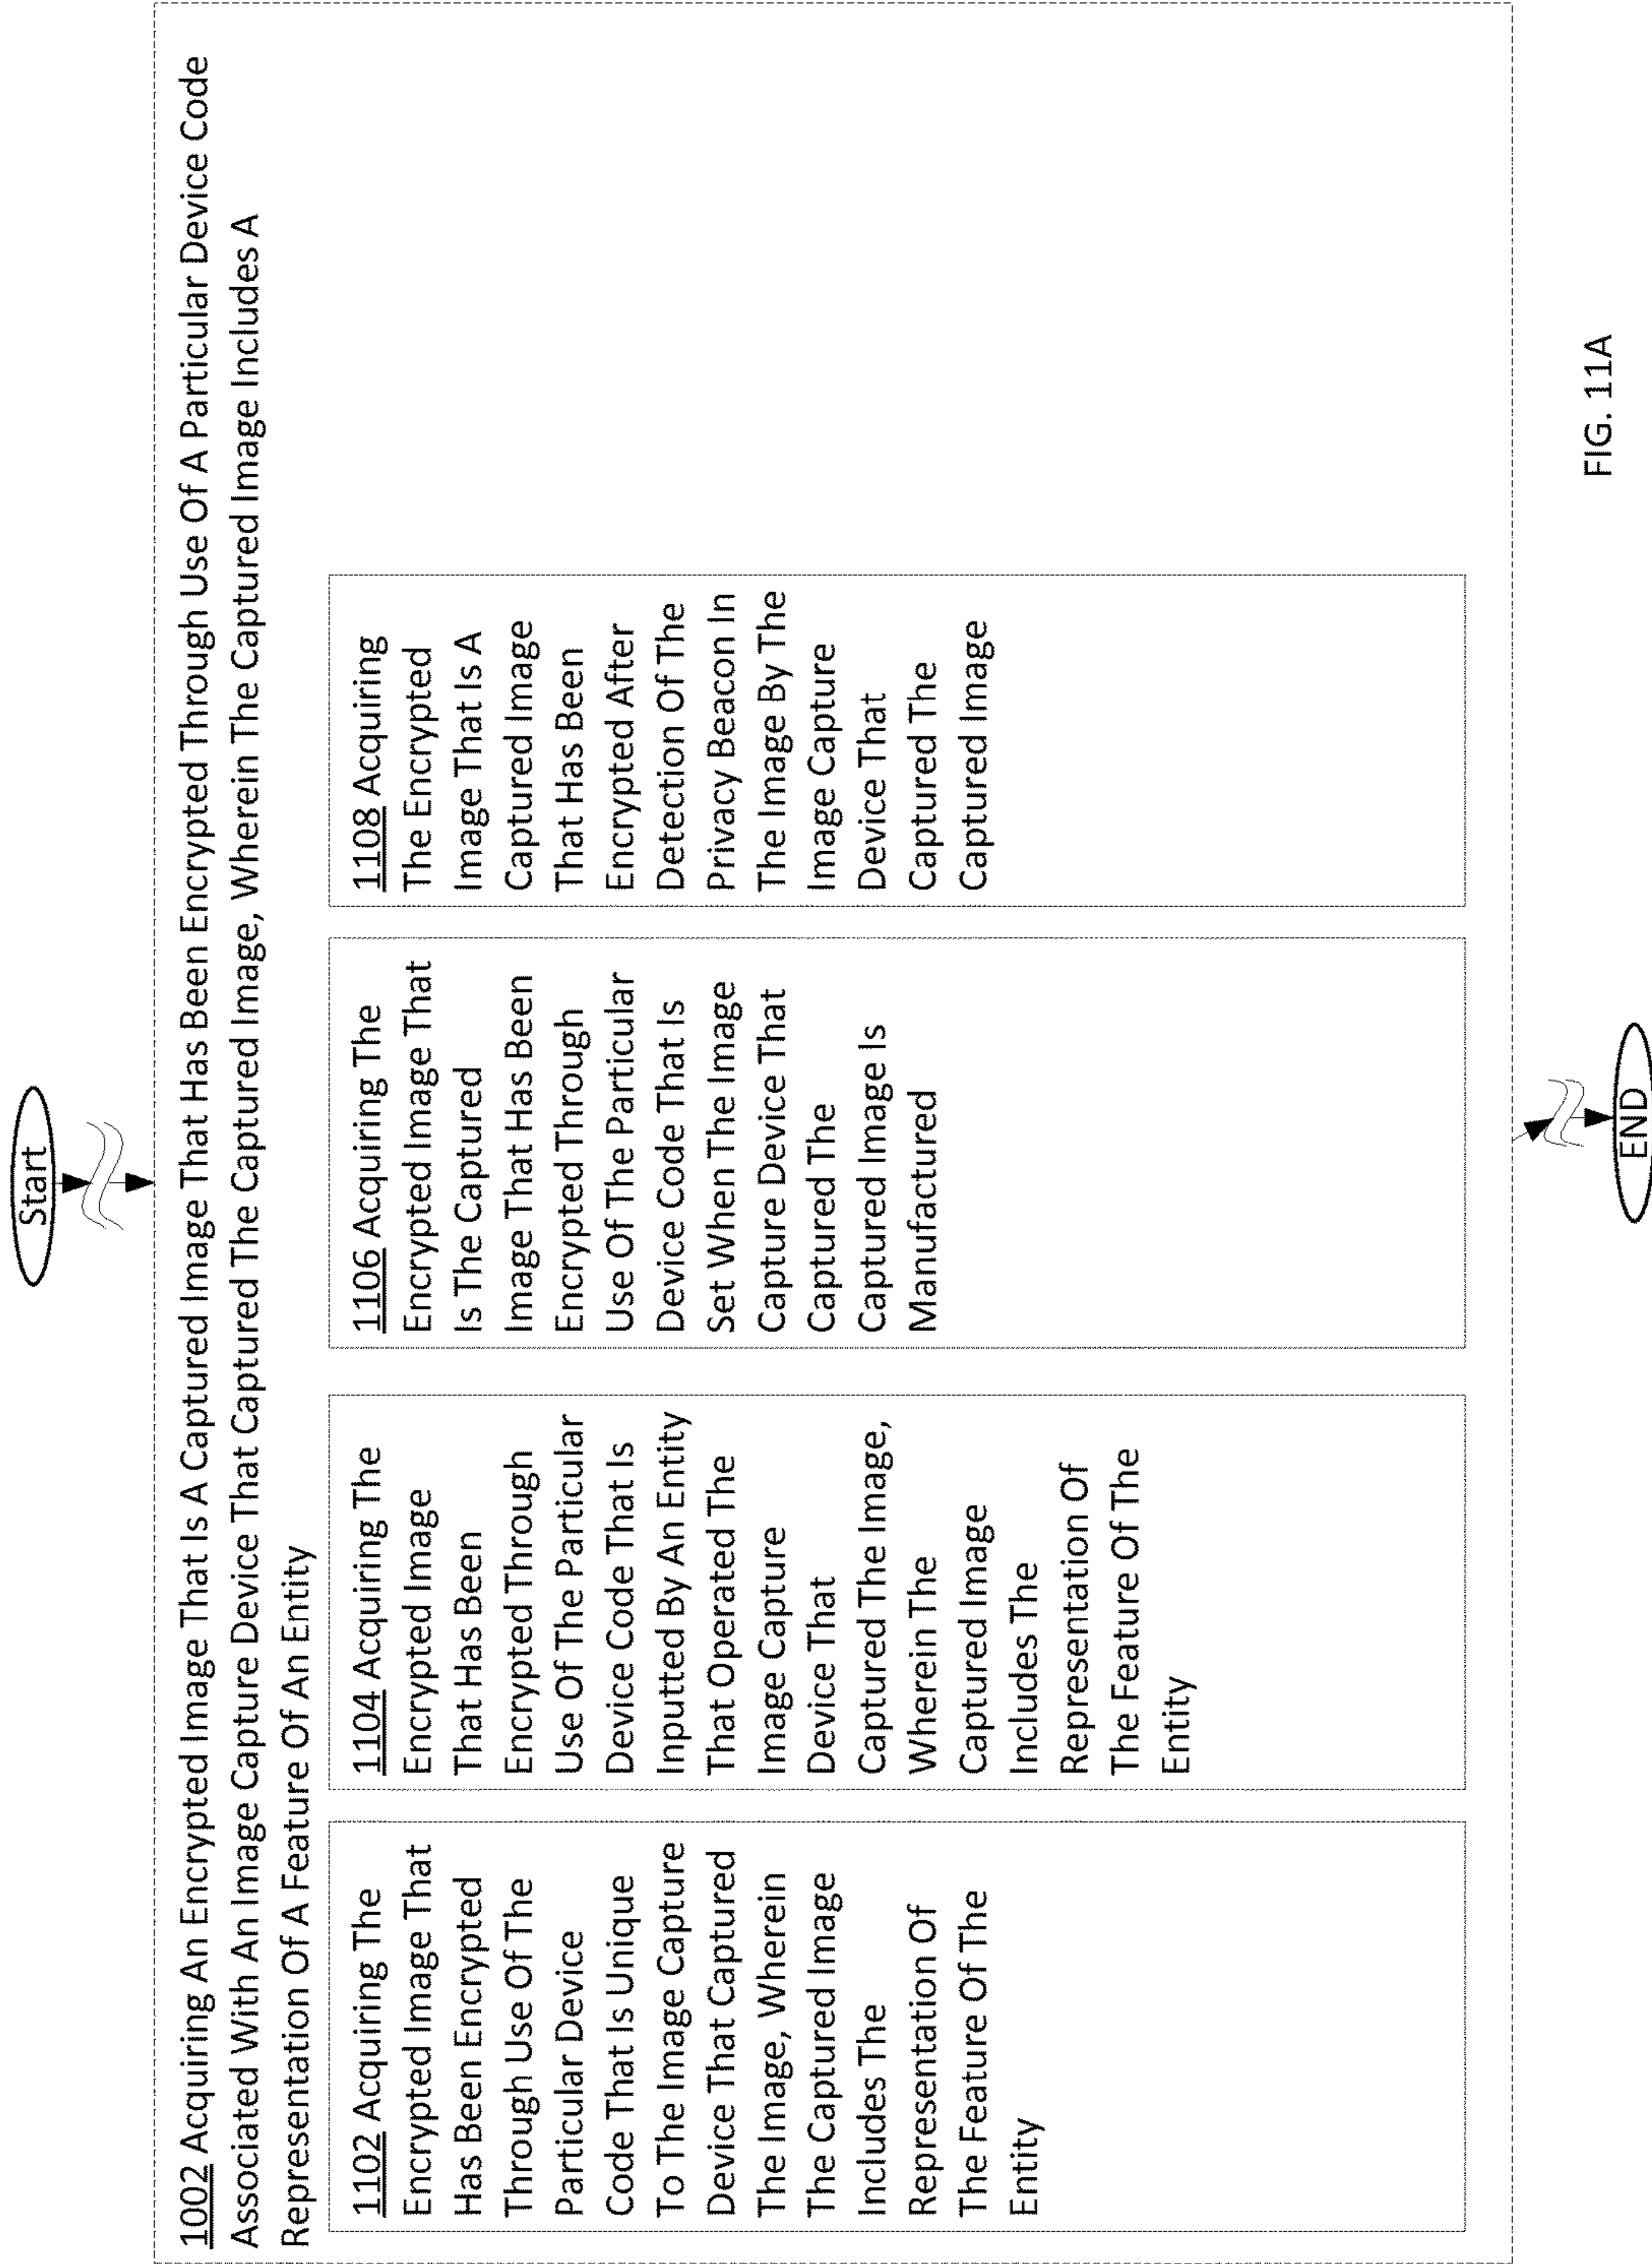 Start
1002 Acquiring An Encrypted Image That Is A Captured Image That Has Been Encrypted Through Use Of A Particular Device Code
Associated With An Image Capture Device That Captured The Captured Image, Wherein The Captured Image Includes A
Representation Of A Feature Of An Entity
1102 Acquiring The
Encrypted Image That
Has Been Encrypted
Through Use Of The
Particular Device
Code That Is Unique
To The Image Capture
Device That Captured
The Image, Wherein
The Captured Image
Includes The
Representation Of
The Feature Of The
Entity
1104 Acquiring The
Encrypted Image
That Has Been
Encrypted Through
Use Of The Particular
Device Code That Is
Inputted By An Entity
That Operated The
Image Capture
Device That
Captured The Image,
Wherein The
Captured Image
Includes The
Representation Of
The Feature Of The
Entity
1106 Acquiring The
Encrypted Image That
Is The Captured
Image That Has Been
Encrypted Through
Use Of The Particular
Device Code That Is
Set When The Image
Capture Device That
Captured The
Captured Image Is
Manufactured
1108 Acquiring
The Encrypted
Image That Is A
Captured Image
That Has Been
Encrypted After
Detection Of The
Privacy Beacon In
The Image By The
Image Capture
Device That
Captured The
Captured Image
END
FIG. 11A